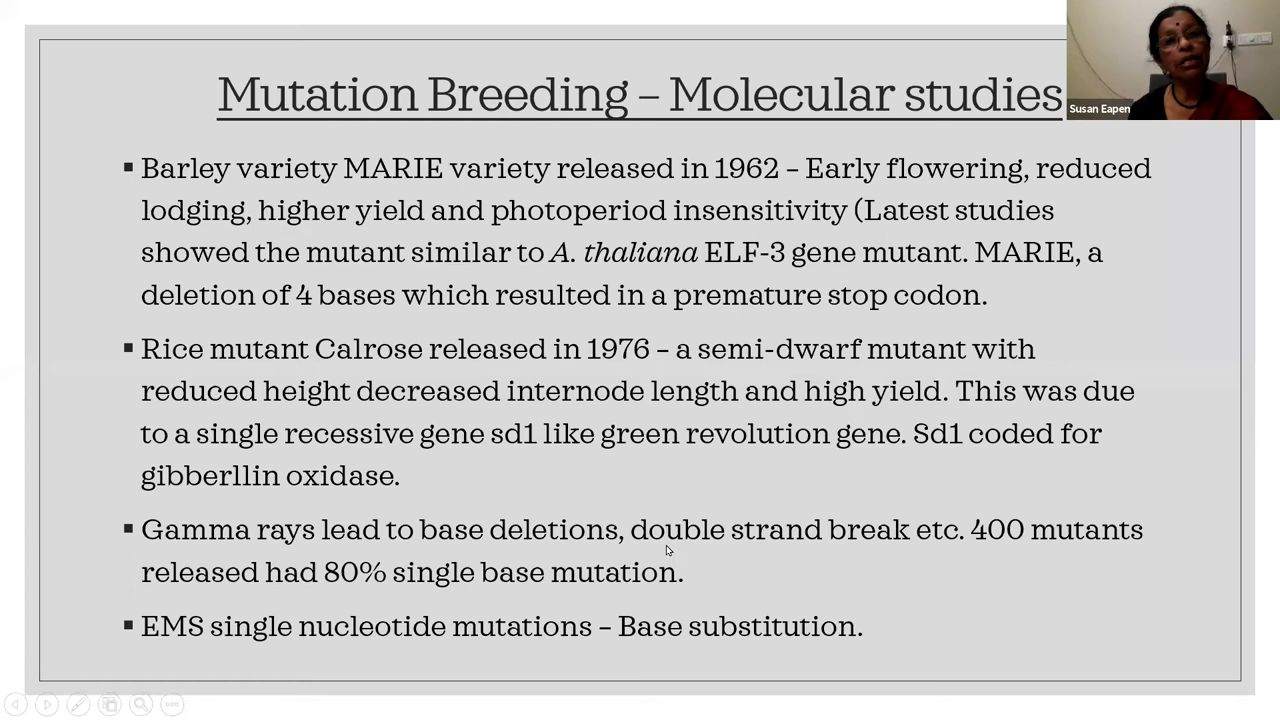 Mutation Breeding – Molecular studies
Susan Eapen
▪ Barley variety MARIE variety released in 1962 – Early flowering, reduced
lodging, higher yield and photoperiod insensitivity (Latest studies
showed the mutant similar to A. thaliana ELF-3 gene mutant. MARIE, a
deletion of 4 bases which resulted in a premature stop codon.
▪ Rice mutant Calrose released in 1976 – a semi-dwarf mutant with
reduced height decreased internode length and high yield. This was due
to a single recessive gene sd1 like green revolution gene. Sd1 coded for
gibberllin oxidase.
▪ Gamma rays lead to base deletions, double strand break etc. 400 mutants
released had 80% single base mutation.
▪ EMS single nucleotide mutations – Base substitution.